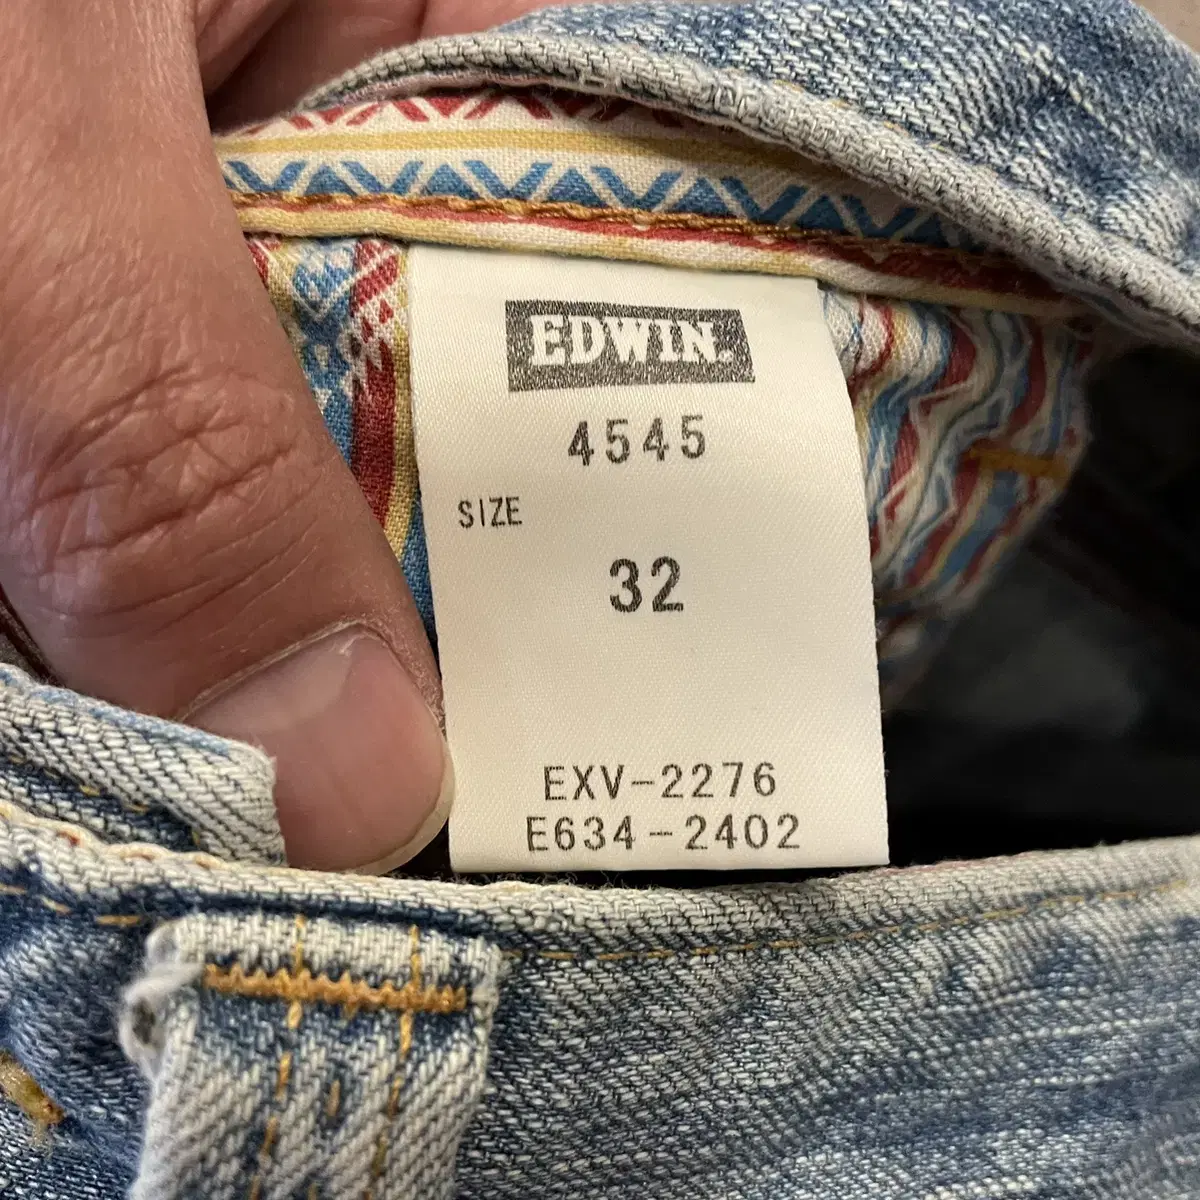 EDWIN.
4545
SIZE
32
EXV-2276
E634-2402